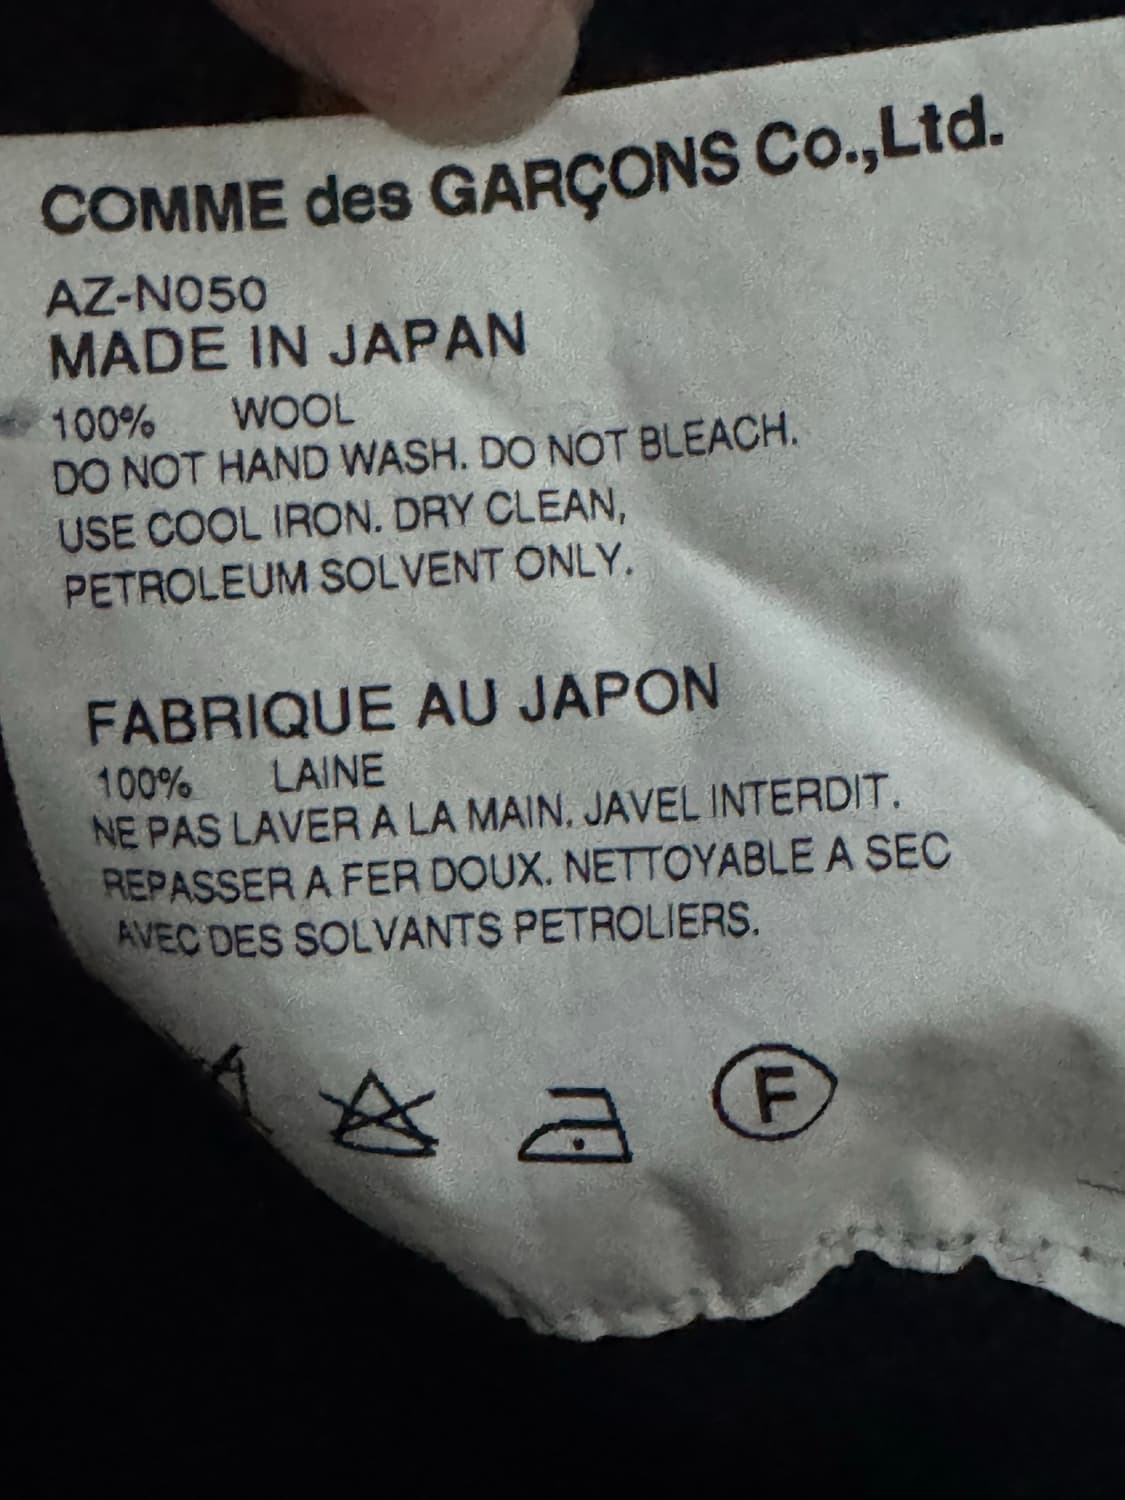 COMME des GARÇONS Co.,Ltd.
AZ-N050
MADE IN JAPAN
100% WOOL
DO NOT HAND WASH. DO NOT BLEACH.
USE COOL IRON. DRY CLEAN,
PETROLEUM SOLVENT ONLY.
FABRIQUE AU JAPON
100% LAINE
NE PAS LAVER A LA MAIN. JAVEL INTERDIT.
REPASSER A FER DOUX. NETTOYABLE A SEC
AVEC DES SOLVANTS PETROLIERS.
F